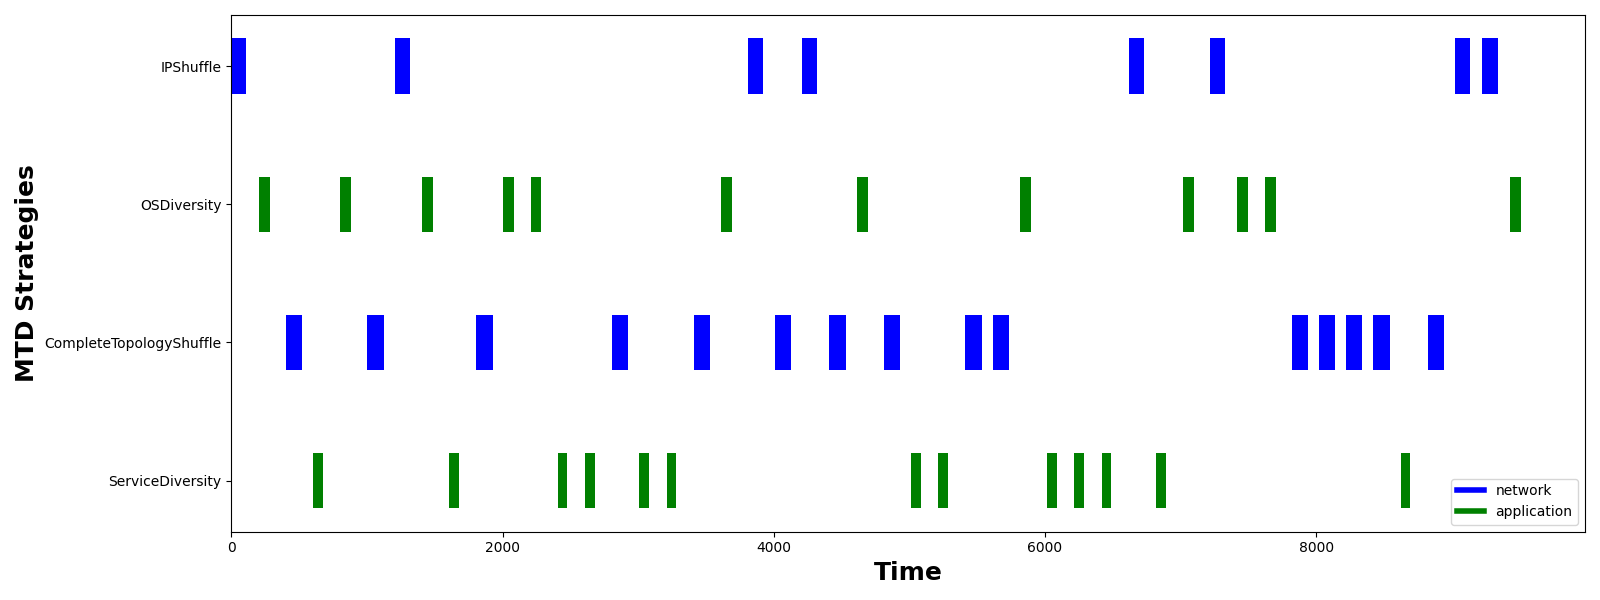 MTD Strategies
IPShuffle
OSDiversity
CompleteTopologyShuffle
ServiceDiversity
network
application
0 2000 4000 6000 8000
Time